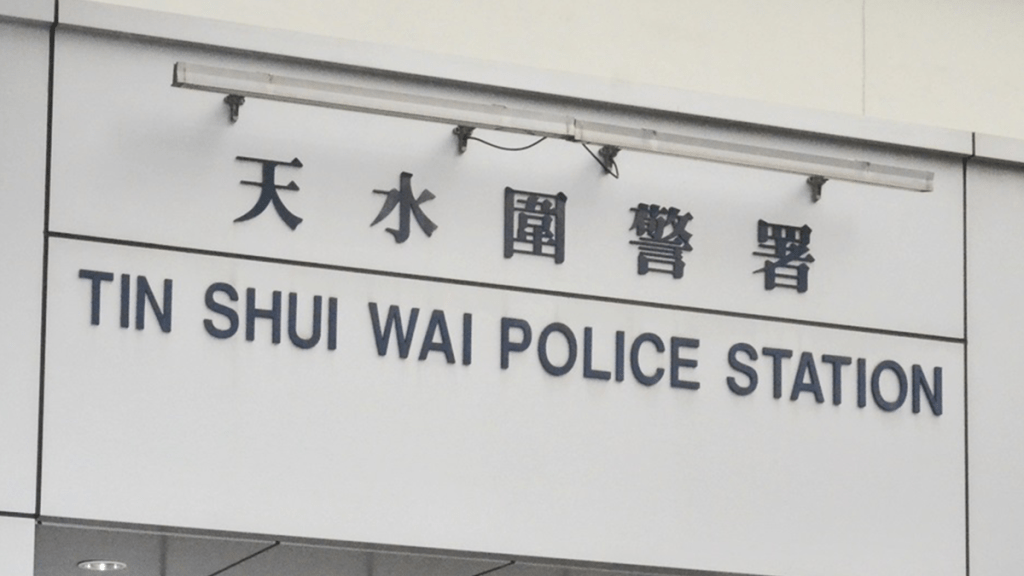 天水圍警署
TIN SHUI WAI POLICE STATION